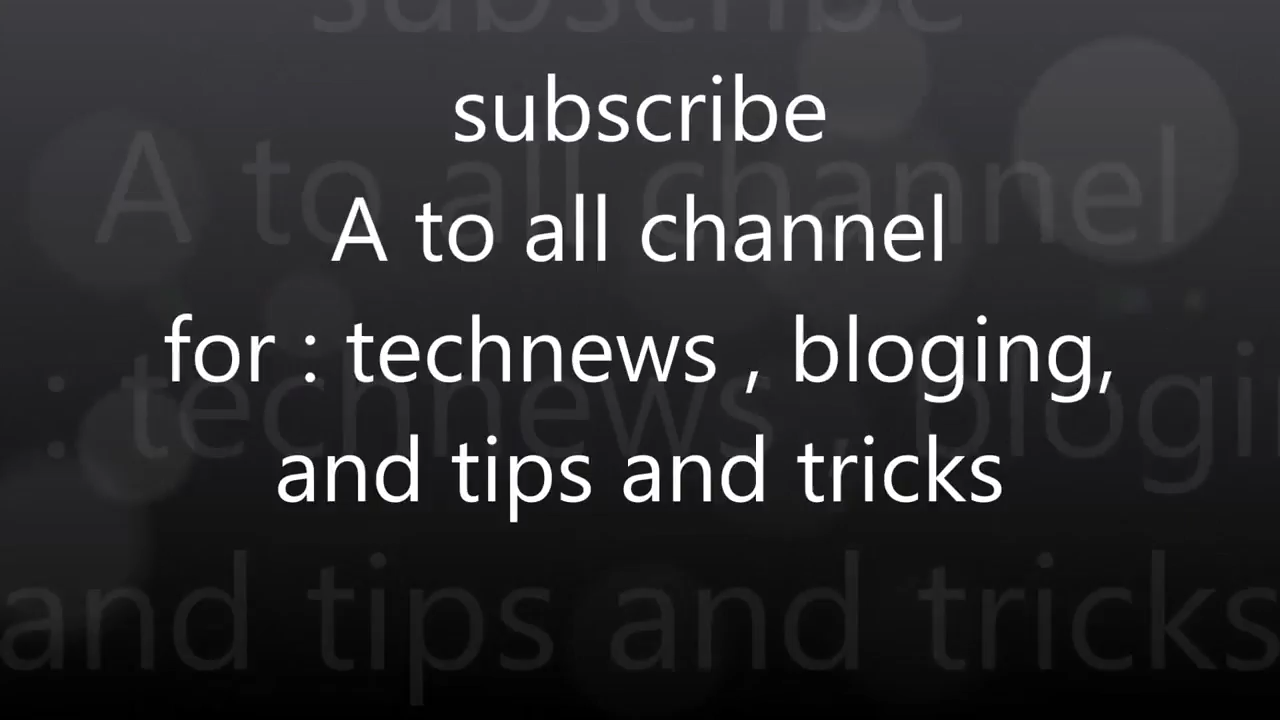 subscribe
A to all channel
for : technews , bloging,
and tips and tricks